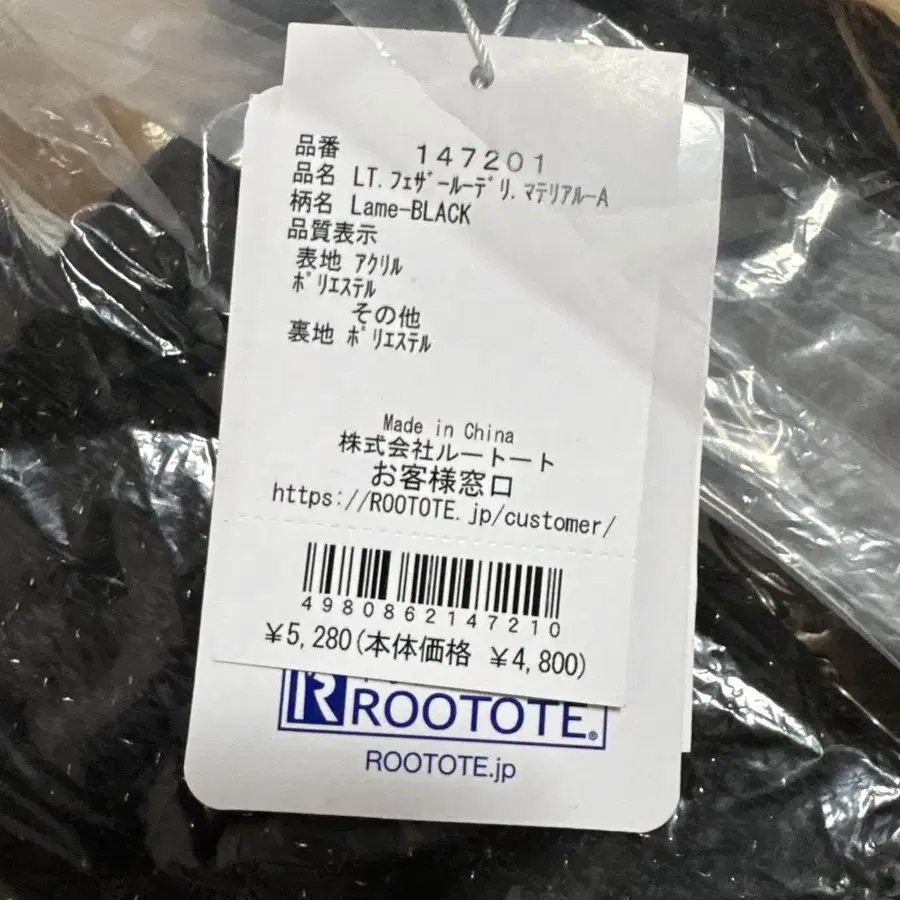 品番 147201
品名 LT.ﾌｪｻﾞｰﾙｰﾃﾞﾘ.ﾏﾃﾘｱﾙｰA
柄名 Lame-BLACK
品質表示
表地 ｱｸﾘﾙ
ﾎﾟﾘｴｽﾃﾙ
その他
裏地 ﾎﾟﾘｴｽﾃﾙ
Made in China
株式会社ルートート
お客様窓口
https://ROOTOTE.jp/customer/
4980862147210
￥5,280(本体価格 ￥4,800)
R ROOTOTE®
ROOTOTE.jp